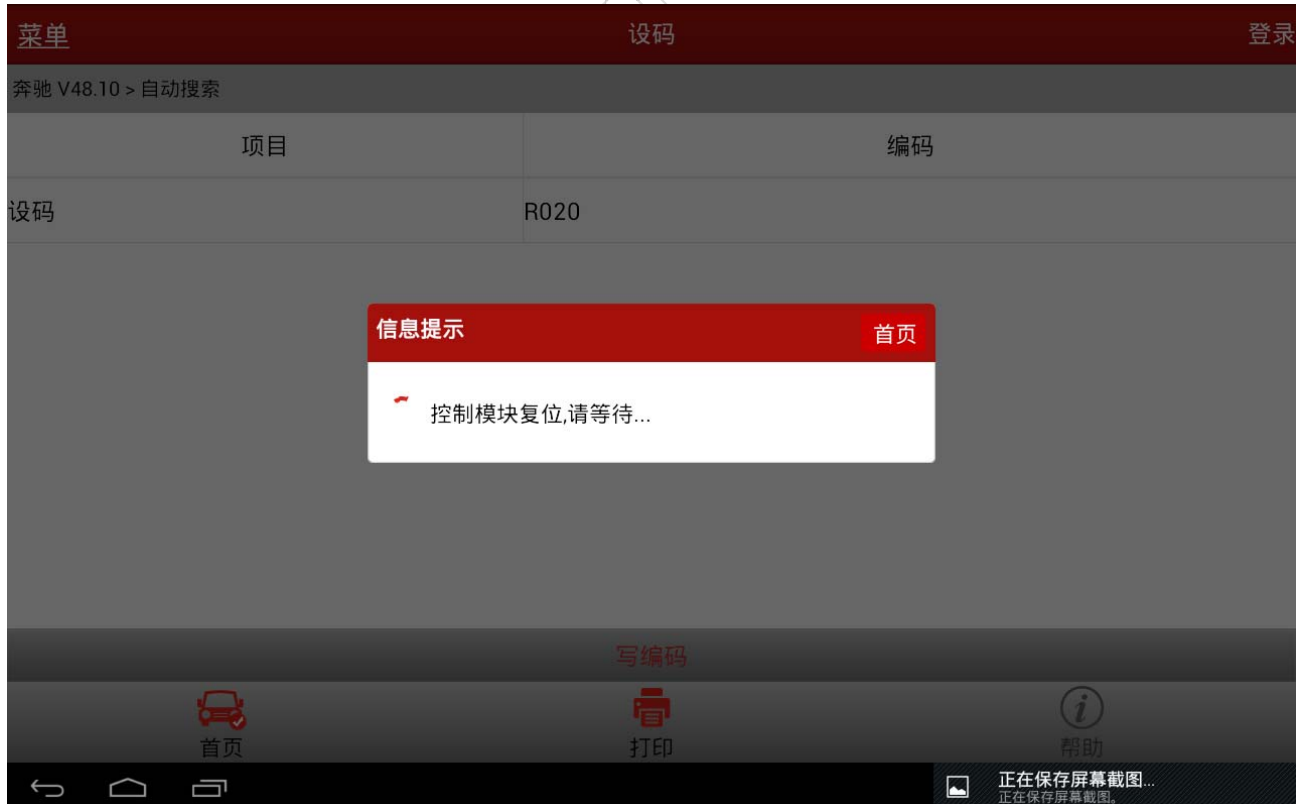 菜单 设码 登录
奔驰 V48.10 > 自动搜索
项目 编码
设码 R020
信息提示 首页
控制模块复位,请等待...
写编码
首页 打印 帮助
正在保存屏幕截图...
正在保存屏幕截图。